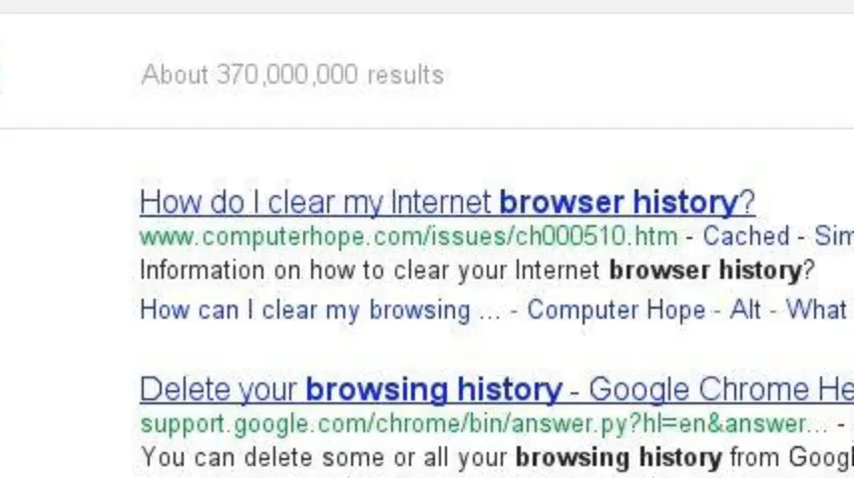 About 370,000,000 results
How do I clear my Internet browser history?
www.computerhope.com/issues/ch000510.htm - Cached - Sim
Information on how to clear your Internet browser history?
How can I clear my browsing ... - Computer Hope - Alt - What
Delete your browsing history - Google Chrome He
support.google.com/chrome/bin/answer.py?hl=en&answer... -
You can delete some or all your browsing history from Googl